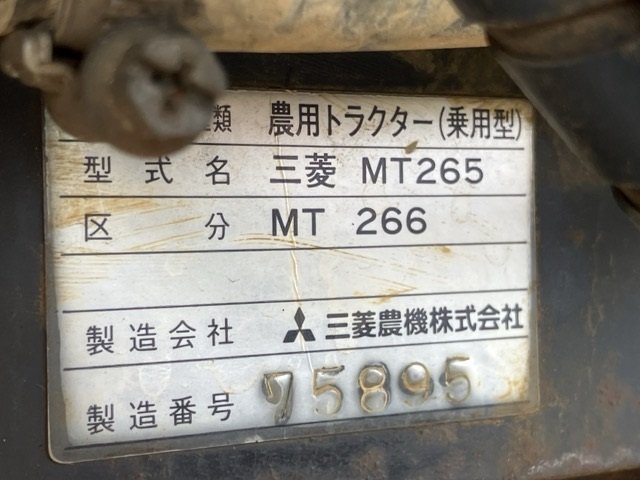 類 農用トラクター(乗用型)
型式名 三菱 MT265
区分 MT 266
製造会社 三菱農機株式会社
製造番号 75895